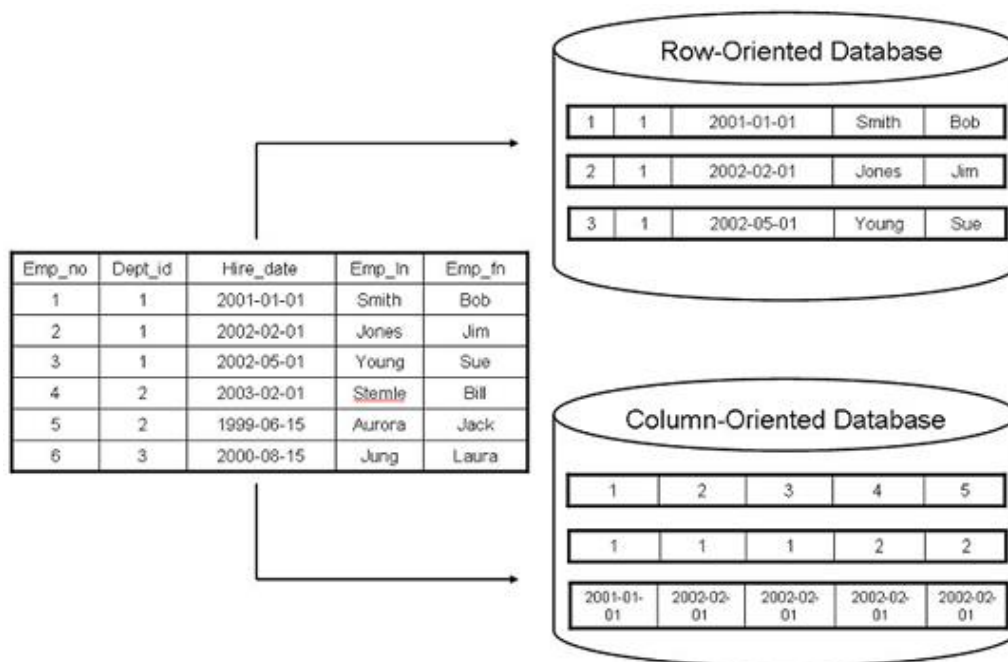 Row-Oriented Database
1 1 2001-01-01 Smith Bob
2 1 2002-02-01 Jones Jim
3 1 2002-05-01 Young Sue
Emp_no Dept_id Hire_date Emp_ln Emp_fn
1 1 2001-01-01 Smith Bob
2 1 2002-02-01 Jones Jim
3 1 2002-05-01 Young Sue
4 2 2003-02-01 Stemle Bill
5 2 1999-06-15 Aurora Jack
6 3 2000-08-15 Jung Laura
Column-Oriented Database
1 2 3 4 5
1 1 1 2 2
2001-01- 2002-02- 2002-02- 2002-02- 2002-02-
01 01 01 01 01